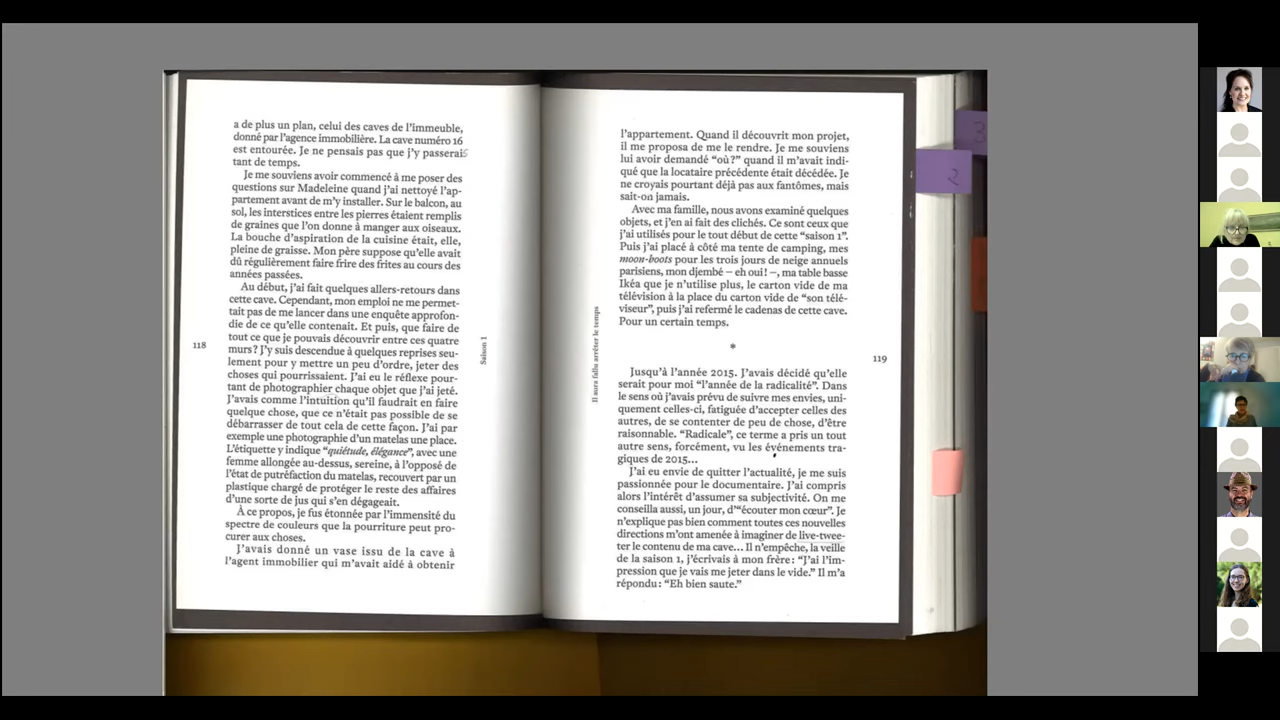 a de plus un plan, celui des caves de l'immeuble,
donné par l'agence immobilière. La cave numéro 16
est entourée. Je ne pensais pas que j'y passerais
tant de temps.
Je me souviens avoir commencé à me poser des
questions sur Madeleine quand j'ai nettoyé l'ap-
partement avant de m'y installer. Sur le balcon, au
sol, les interstices entre les pierres étaient remplis
de graines que l'on donne à manger aux oiseaux.
La bouche d'aspiration de la cuisine était, elle,
pleine de graisse. Mon père suppose qu'elle avait
dû régulièrement faire frire des frites au cours des
années passées.
Au début, j'ai fait quelques allers-retours dans
cette cave. Cependant, mon emploi ne me permet-
tait pas de me lancer dans une enquête approfon-
die de ce qu'elle contenait. Et puis, que faire de
tout ce que je pouvais découvrir entre ces quatre
murs ? J'y suis descendue à quelques reprises seu-
lement pour y mettre un peu d'ordre, jeter des
choses qui pourrissaient. J'ai eu le réflexe pour-
tant de photographier chaque objet que j'ai jeté.
J'avais comme l'intuition qu'il faudrait en faire
quelque chose, que ce n'était pas possible de se
débarrasser de tout cela de cette façon. J'ai par
exemple une photographie d'un matelas une place.
L'étiquette y indique "quiétude, élégance", avec une
femme allongée au-dessus, sereine, à l'opposé de
l'état de putréfaction du matelas, recouvert par un
plastique chargé de protéger le reste des affaires
d'une sorte de jus qui s'en dégageait.
À ce propos, je fus étonnée par l'immensité du
spectre de couleurs que la pourriture peut pro-
curer aux choses.
J'avais donné un vase issu de la cave à
l'agent immobilier qui m'avait aidé à obtenir
118
Saison 1
Il aura fallu arrêter le temps
l'appartement. Quand il découvrit mon projet,
il me proposa de me le rendre. Je me souviens
lui avoir demandé "où?" quand il m'avait indi-
qué que la locataire précédente était décédée. Je
ne croyais pourtant déjà pas aux fantômes, mais
sait-on jamais.
Avec ma famille, nous avons examiné quelques
objets, et j'en ai fait des clichés. Ce sont ceux que
j'ai utilisés pour le tout début de cette "saison 1".
Puis j'ai placé à côté ma tente de camping, mes
moon-boots pour les trois jours de neige annuels
parisiens, mon djembé – eh oui ! –, ma table basse
Ikéa que je n'utilise plus, le carton vide de ma
télévision à la place du carton vide de "son télé-
viseur", puis j'ai refermé le cadenas de cette cave.
Pour un certain temps.
*
119
Jusqu'à l'année 2015. J'avais décidé qu'elle
serait pour moi "l'année de la radicalité". Dans
le sens où j'avais prévu de suivre mes envies, uni-
quement celles-ci, fatiguée d'accepter celles des
autres, de se contenter de peu de chose, d'être
raisonnable. "Radicale", ce terme a pris un tout
autre sens, forcément, vu les événements tra-
giques de 2015...
J'ai eu envie de quitter l'actualité, je me suis
passionnée pour le documentaire. J'ai compris
alors l'intérêt d'assumer sa subjectivité. On me
conseilla aussi, un jour, d'"écouter mon cœur". Je
n'explique pas bien comment toutes ces nouvelles
directions m'ont amenée à imaginer de live-twee-
ter le contenu de ma cave... Il n'empêche, la veille
de la saison 1, j'écrivais à mon frère : "J'ai l'im-
pression que je vais me jeter dans le vide." Il m'a
répondu : "Eh bien saute."
3
2